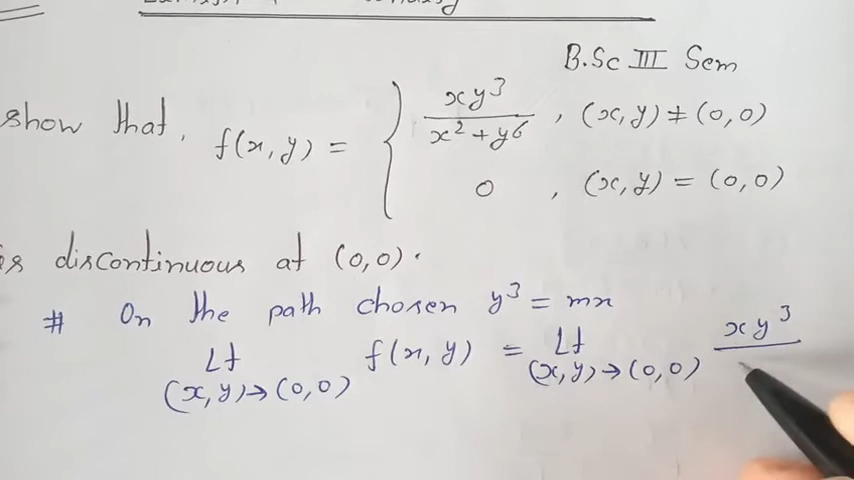 B.Sc III Sem
show that, f(x,y) = { xy³ / x²+y⁶ , (x,y) ≠ (0,0)
0 , (x,y) = (0,0)
is discontinuous at (0,0).
# On the path chosen y³ = mx
Lt (x,y)→(0,0) f(x,y) = Lt (x,y)→(0,0) xy³